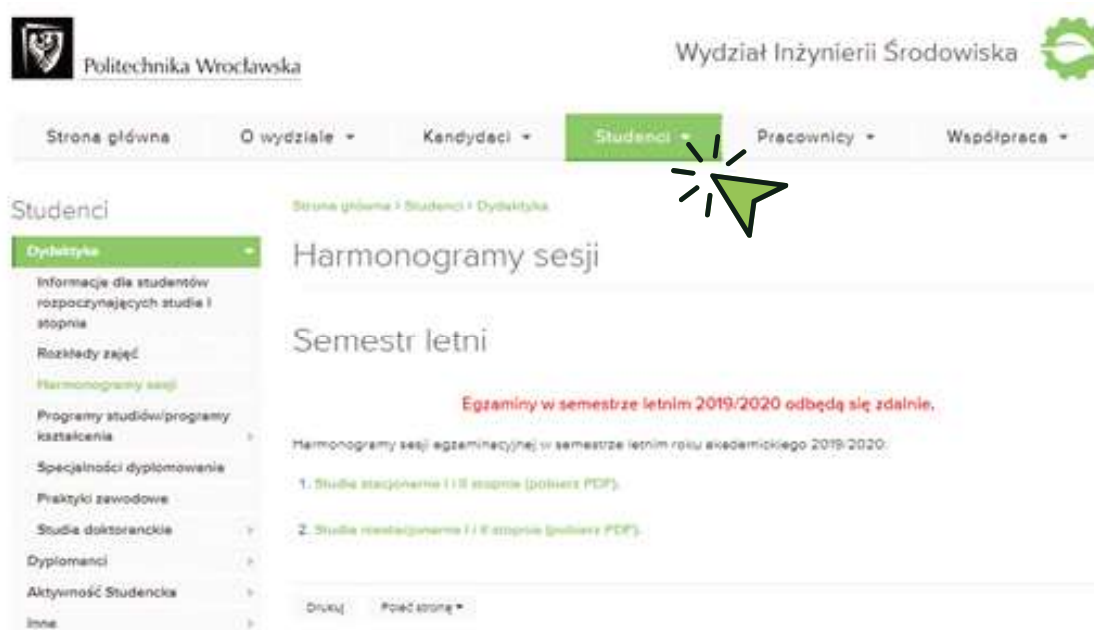 Politechnika Wrocławska
Wydział Inżynierii Środowiska
Strona główna
O wydziale
Kandydaci
Studenci
Pracownicy
Współpraca
Studenci
Dydaktyka
Informacje dla studentów
rozpoczynających studia I
stopnia
Rozkłady zajęć
Harmonogramy sesji
Programy studiów/programy
kształcenia
Specjalności dyplomowania
Praktyki zawodowe
Studia doktoranckie
Dyplomanci
Aktywność Studencka
Inne
Strona główna > Studenci > Dydaktyka
Harmonogramy sesji
Semestr letni
Egzaminy w semestrze letnim 2019/2020 odbędą się zdalnie.
Harmonogramy sesji egzaminacyjnej w semestrze letnim roku akademickiego 2019/2020:
1. Studia stacjonarne I i II stopnia (pobierz PDF).
2. Studia niestacjonarne I i II stopnia (pobierz PDF).
Drukuj
Poleć stronę